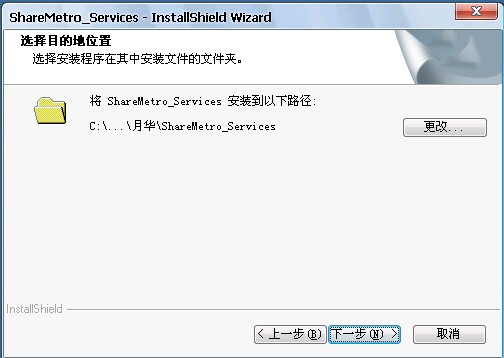 ShareMetro_Services - InstallShield Wizard
选择目的地位置
选择安装程序在其中安装文件的文件夹。
将 ShareMetro_Services 安装到以下路径:
C:\...\月华\ShareMetro_Services
更改...
InstallShield
< 上一步(B)
下一步(N) >
取消